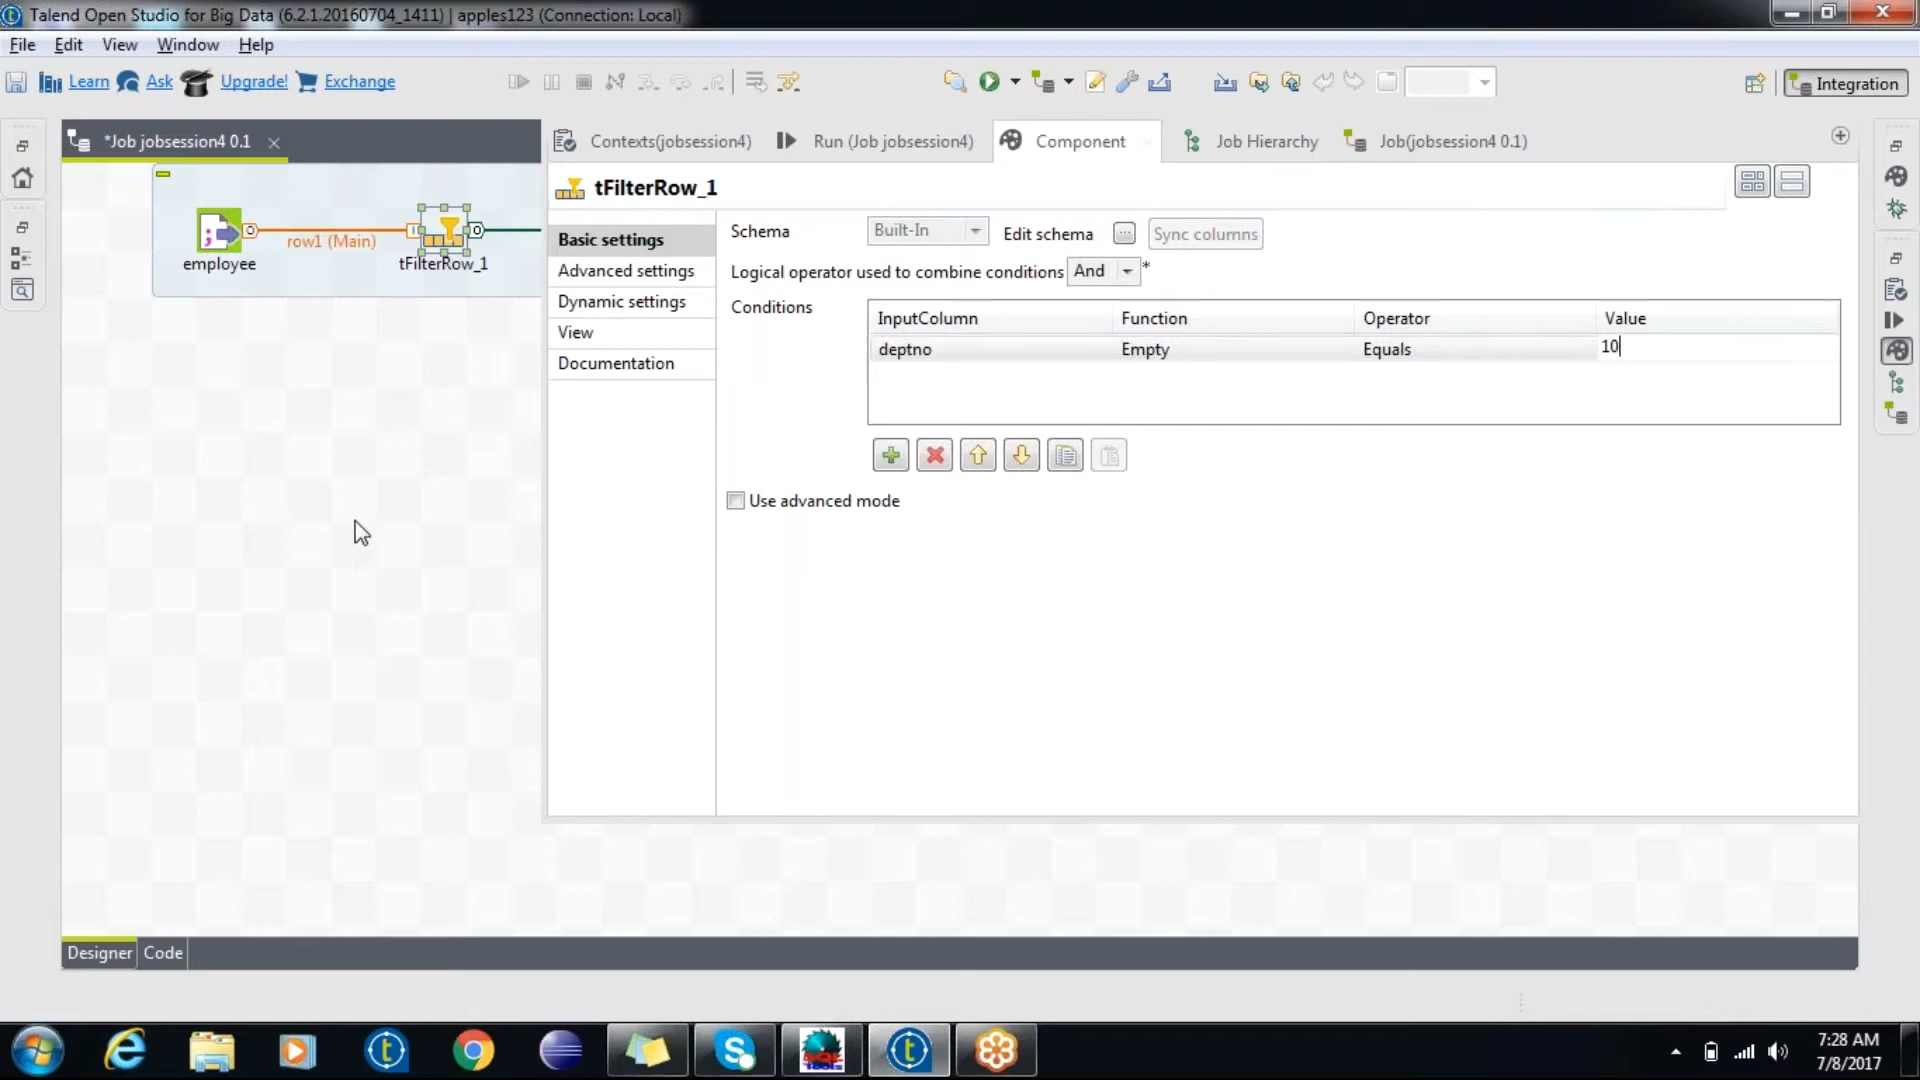 Talend Open Studio for Big Data (6.2.1.20160704_1411) | apples123 (Connection: Local)
File Edit View Window Help
Learn Ask Upgrade! Exchange
Integration
*Job jobsession4 0.1
Contexts(jobsession4) Run (Job jobsession4) Component Job Hierarchy Job(jobsession4 0.1)
tFilterRow_1
employee
row1 (Main)
tFilterRow_1
Basic settings
Advanced settings
Dynamic settings
View
Documentation
Schema Built-In Edit schema Sync columns
Logical operator used to combine conditions And *
Conditions
InputColumn Function Operator Value
deptno Empty Equals 10
Use advanced mode
Designer Code
7:28 AM
7/8/2017